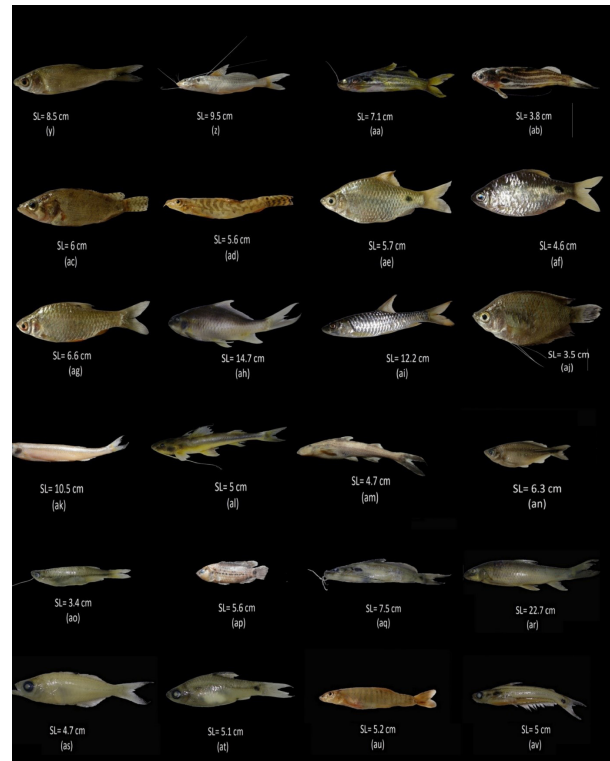 SL= 8.5 cm
(y)
SL= 9.5 cm
(z)
SL= 7.1 cm
(aa)
SL= 3.8 cm
(ab)
SL= 6 cm
(ac)
SL= 5.6 cm
(ad)
SL= 5.7 cm
(ae)
SL= 4.6 cm
(af)
SL= 6.6 cm
(ag)
SL= 14.7 cm
(ah)
SL= 12.2 cm
(ai)
SL= 3.5 cm
(aj)
SL= 10.5 cm
(ak)
SL= 5 cm
(al)
SL= 4.7 cm
(am)
SL= 6.3 cm
(an)
SL= 3.4 cm
(ao)
SL= 5.6 cm
(ap)
SL= 7.5 cm
(aq)
SL= 22.7 cm
(ar)
SL= 4.7 cm
(as)
SL= 5.1 cm
(at)
SL= 5.2 cm
(au)
SL= 5 cm
(av)